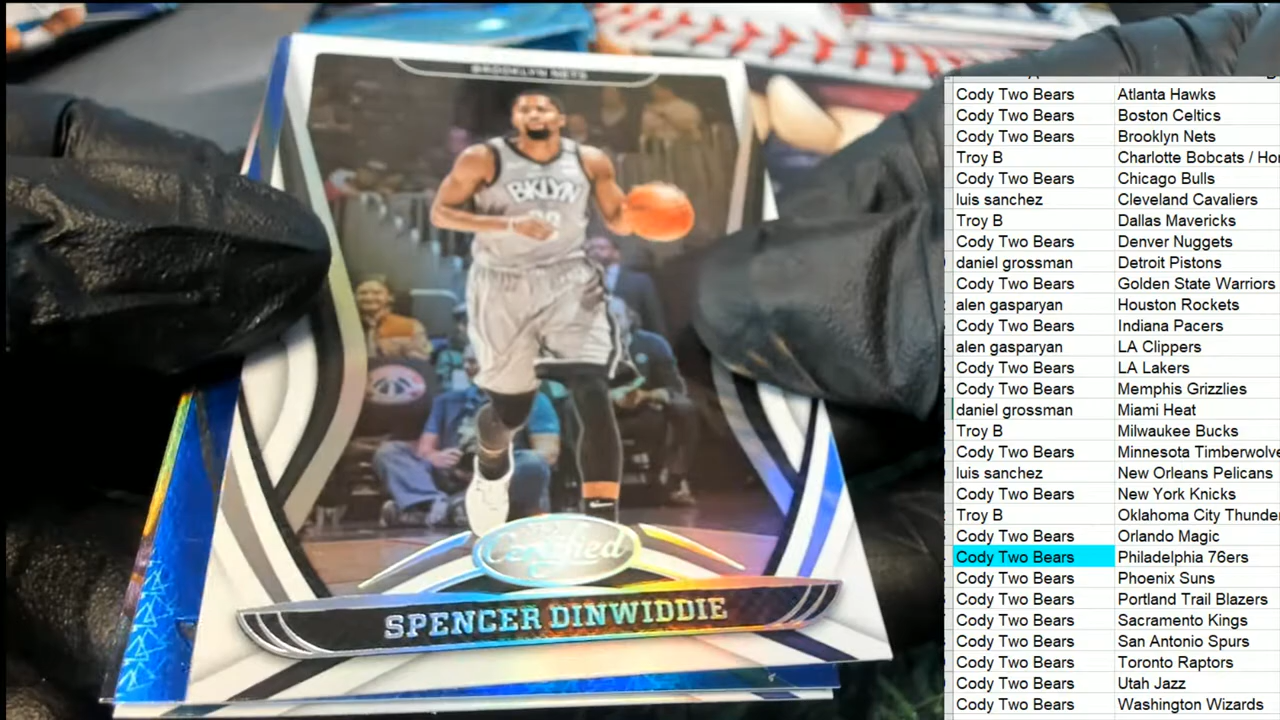 BROOKLYN NETS
BKLYN
Certified
SPENCER DINWIDDIE
Cody Two Bears Atlanta Hawks
Cody Two Bears Boston Celtics
Cody Two Bears Brooklyn Nets
Troy B Charlotte Bobcats / Hor
Cody Two Bears Chicago Bulls
luis sanchez Cleveland Cavaliers
Troy B Dallas Mavericks
Cody Two Bears Denver Nuggets
daniel grossman Detroit Pistons
Cody Two Bears Golden State Warriors
alen gasparyan Houston Rockets
Cody Two Bears Indiana Pacers
alen gasparyan LA Clippers
Cody Two Bears LA Lakers
Cody Two Bears Memphis Grizzlies
daniel grossman Miami Heat
Troy B Milwaukee Bucks
Cody Two Bears Minnesota Timberwolve
luis sanchez New Orleans Pelicans
Cody Two Bears New York Knicks
Troy B Oklahoma City Thunde
Cody Two Bears Orlando Magic
Cody Two Bears Philadelphia 76ers
Cody Two Bears Phoenix Suns
Cody Two Bears Portland Trail Blazers
Cody Two Bears Sacramento Kings
Cody Two Bears San Antonio Spurs
Cody Two Bears Toronto Raptors
Cody Two Bears Utah Jazz
Cody Two Bears Washington Wizards